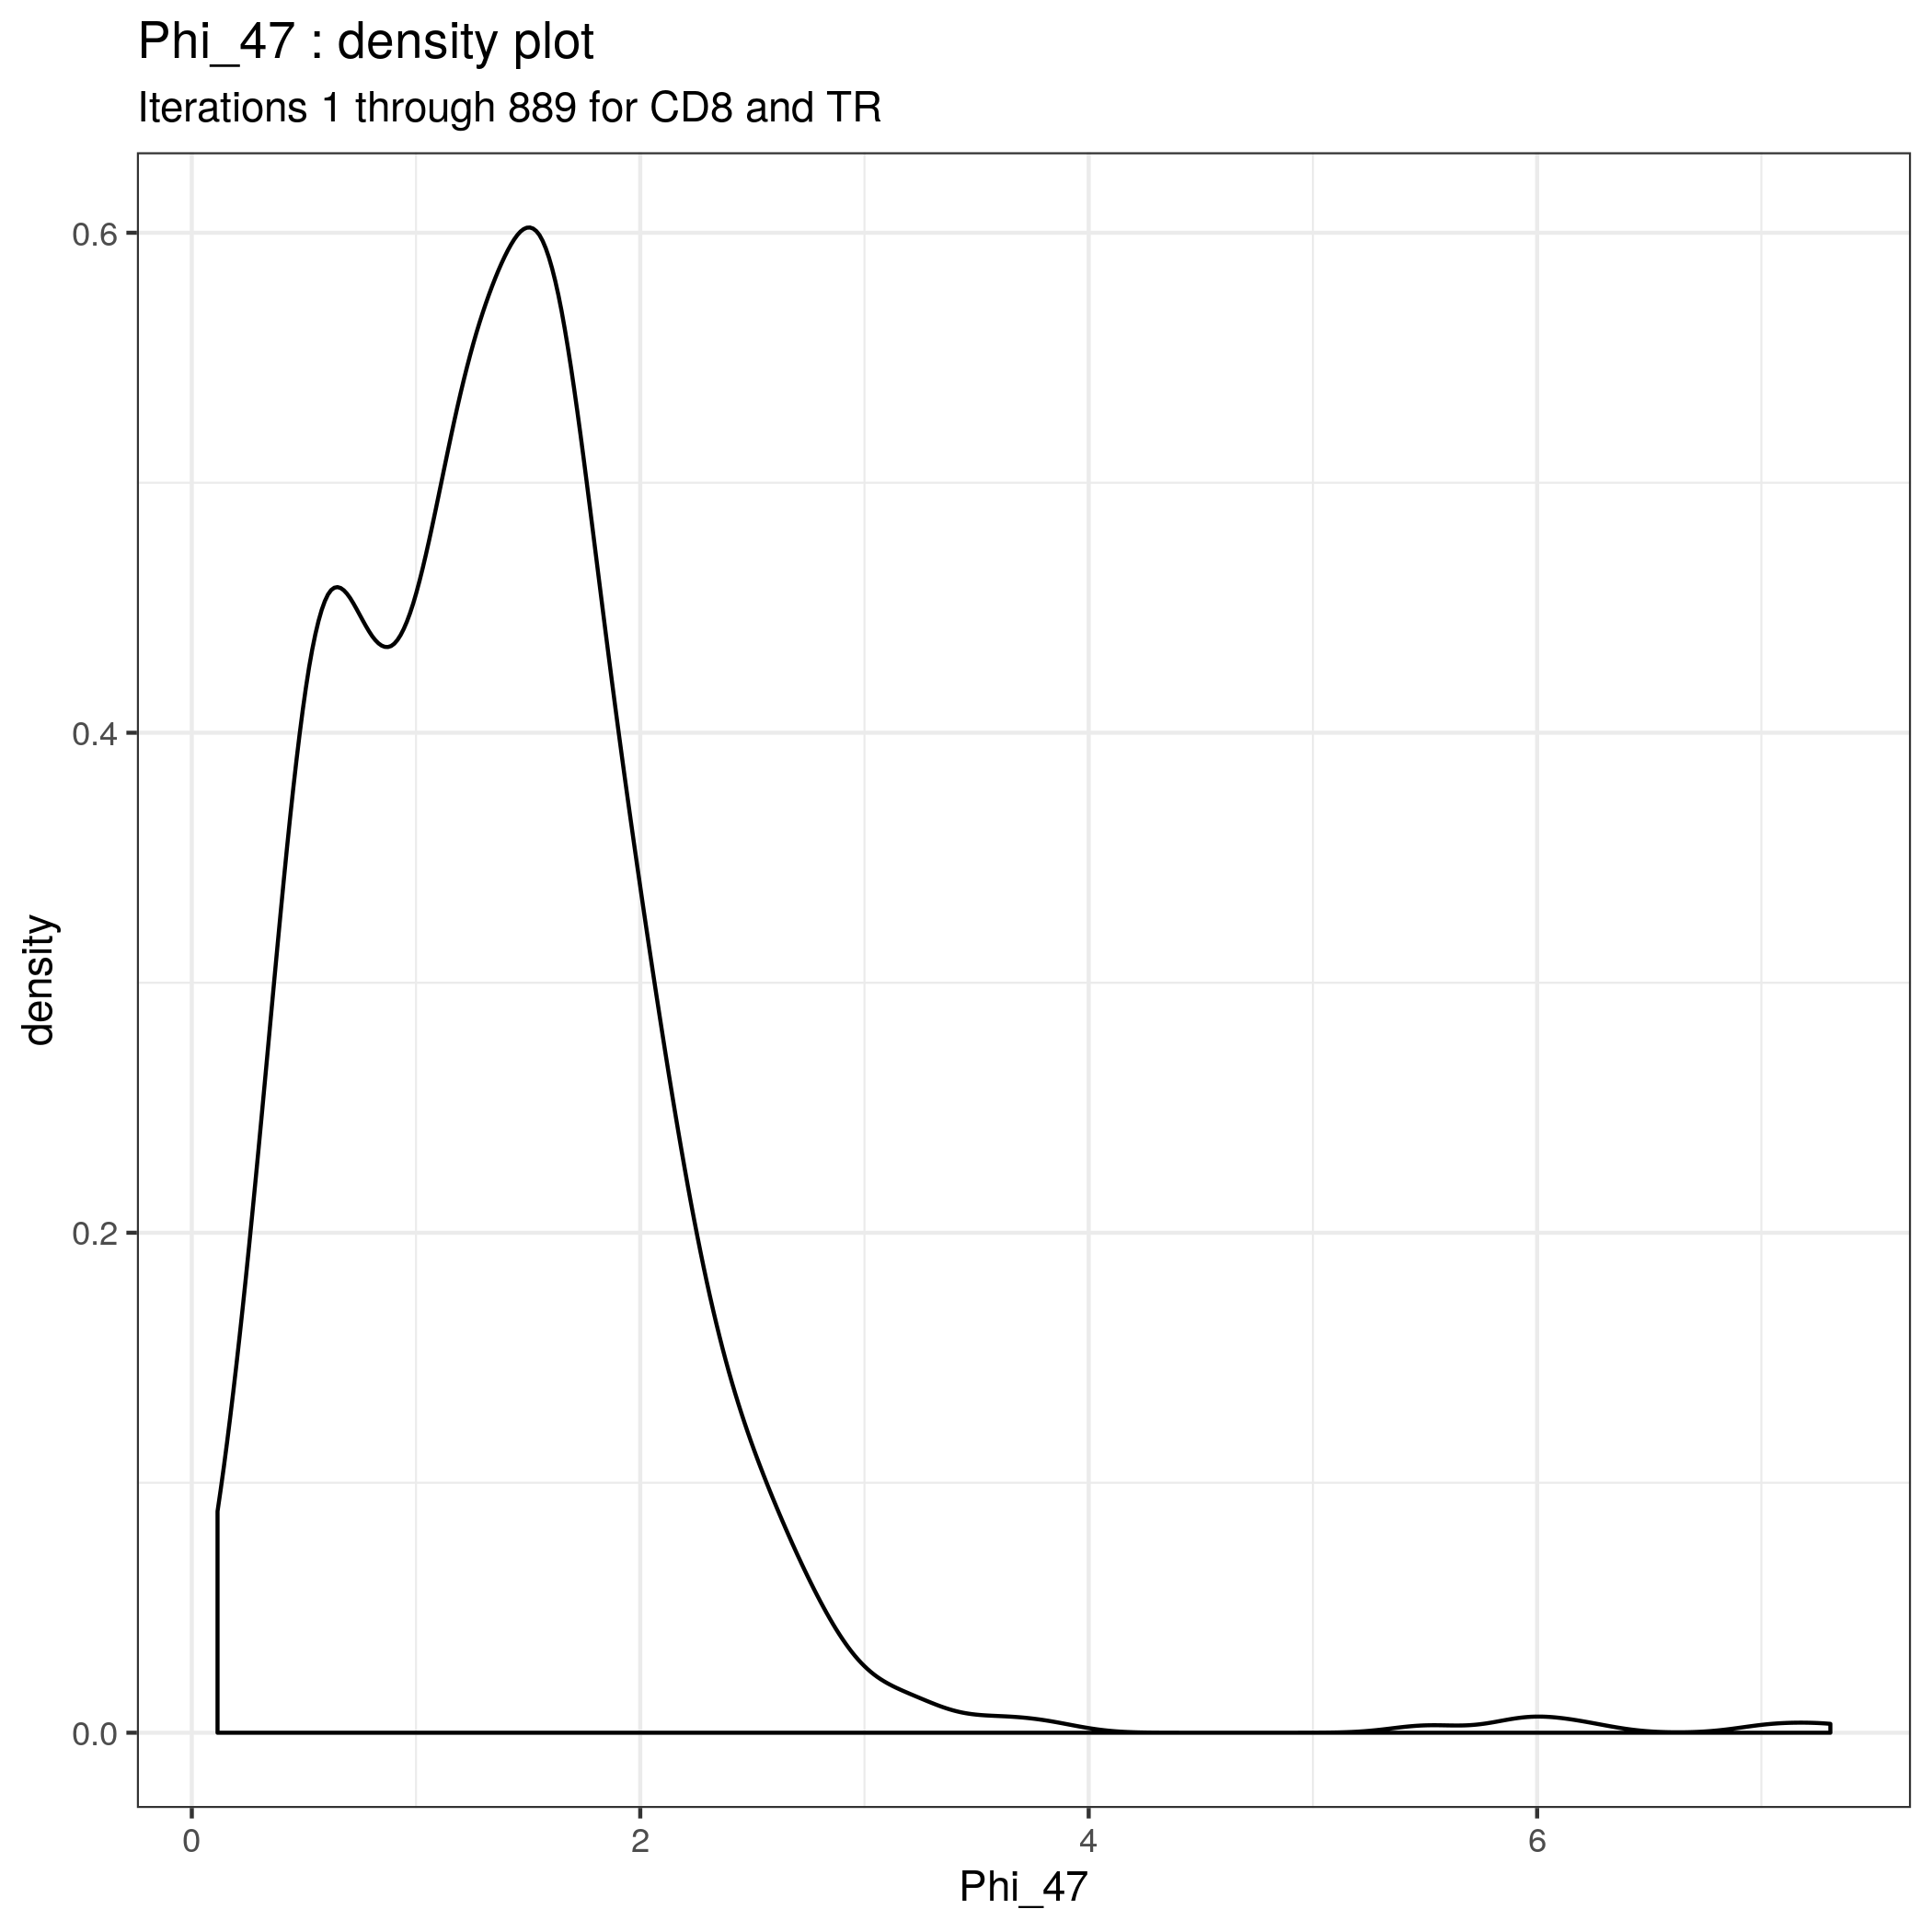 Phi_47 : density plot
Iterations 1 through 889 for CD8 and TR
0.6
0.4
0.2
0.0
density
0 2 4 6
Phi_47